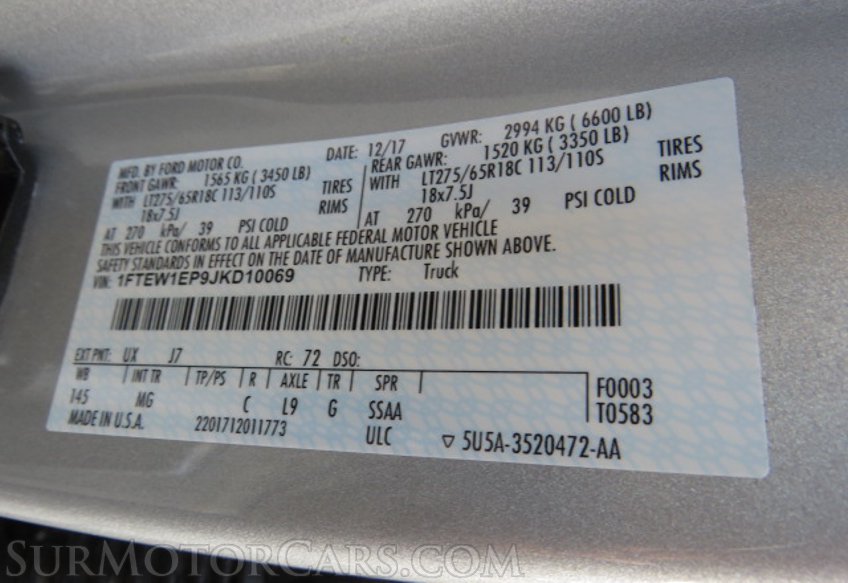 MFD. BY FORD MOTOR CO. DATE: 12/17 GVWR: 2994 KG ( 6600 LB)
FRONT GAWR: 1565 KG ( 3450 LB) REAR GAWR: 1520 KG ( 3350 LB)
WITH LT275/65R18C 113/110S TIRES WITH LT275/65R18C 113/110S TIRES
18x7.5J RIMS 18x7.5J RIMS
AT 270 kPa/ 39 PSI COLD AT 270 kPa/ 39 PSI COLD
THIS VEHICLE CONFORMS TO ALL APPLICABLE FEDERAL MOTOR VEHICLE
SAFETY STANDARDS IN EFFECT ON THE DATE OF MANUFACTURE SHOWN ABOVE.
VIN: 1FTEW1EP9JKD10069 TYPE: Truck
EXT PNT: UX J7 RC: 72 DSO:
WB INT TR TP/PS R AXLE TR SPR F0003
145 MG C L9 G SSAA T0583
MADE IN U.S.A. 2201712011773 ULC ▽ 5U5A-3520472-AA
SURMOTORCARS.COM